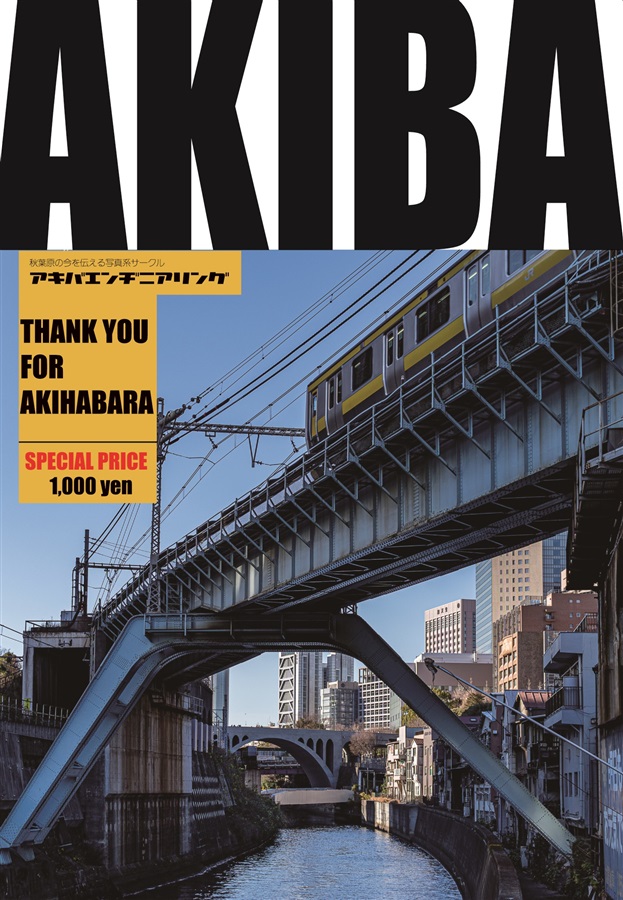 AKIBA
秋葉原の今を伝える写真系サークル
アキバエンヂニアリング
THANK YOU
FOR
AKIHABARA
SPECIAL PRICE
1,000 yen